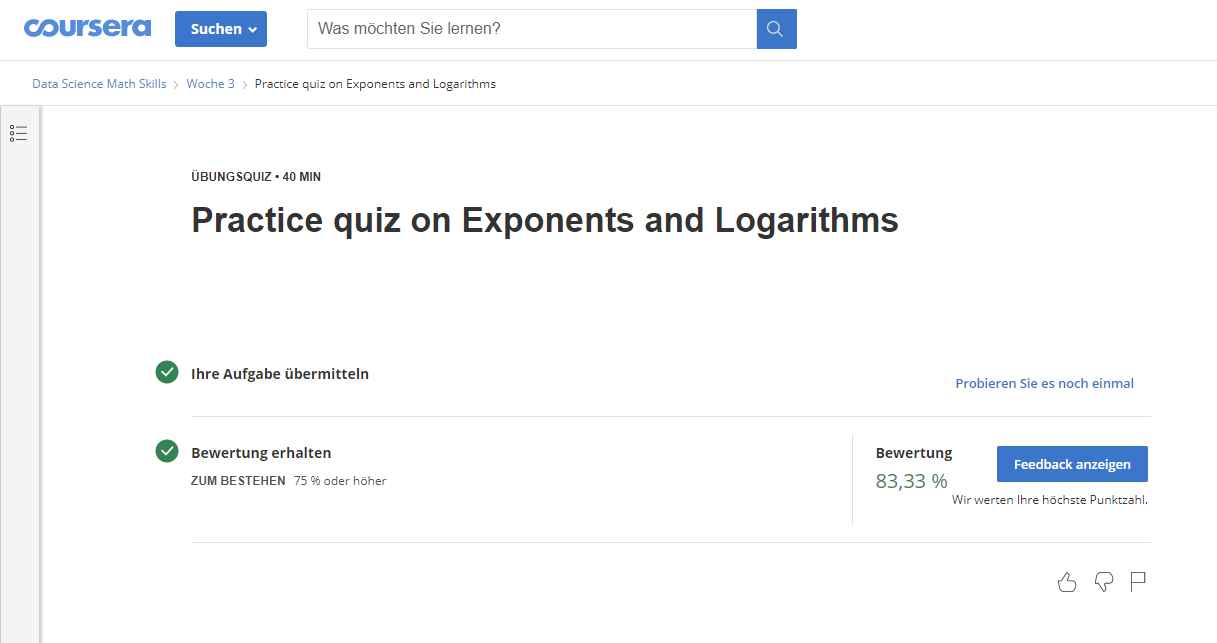 coursera
Suchen
Was möchten Sie lernen?
Data Science Math Skills > Woche 3 > Practice quiz on Exponents and Logarithms
ÜBUNGSQUIZ • 40 MIN
Practice quiz on Exponents and Logarithms
Ihre Aufgabe übermitteln
Probieren Sie es noch einmal
Bewertung erhalten
ZUM BESTEHEN 75 % oder höher
Bewertung
83,33 %
Feedback anzeigen
Wir werten Ihre höchste Punktzahl.